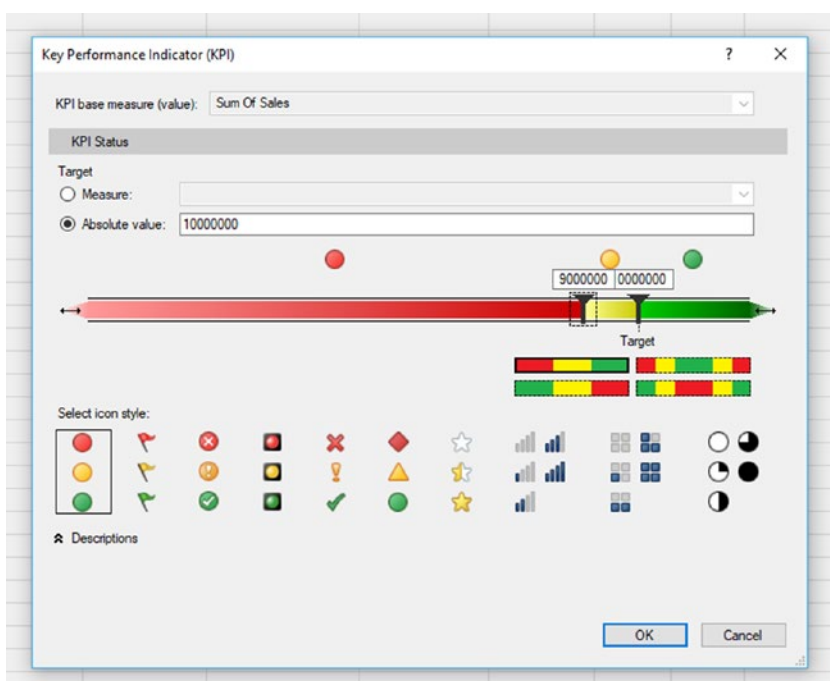 Key Performance Indicator (KPI)
?
KPI base measure (value): Sum Of Sales
KPI Status
Target
Measure:
Absolute value: 10000000
9000000 0000000
Target
Select icon style:
Descriptions
OK Cancel